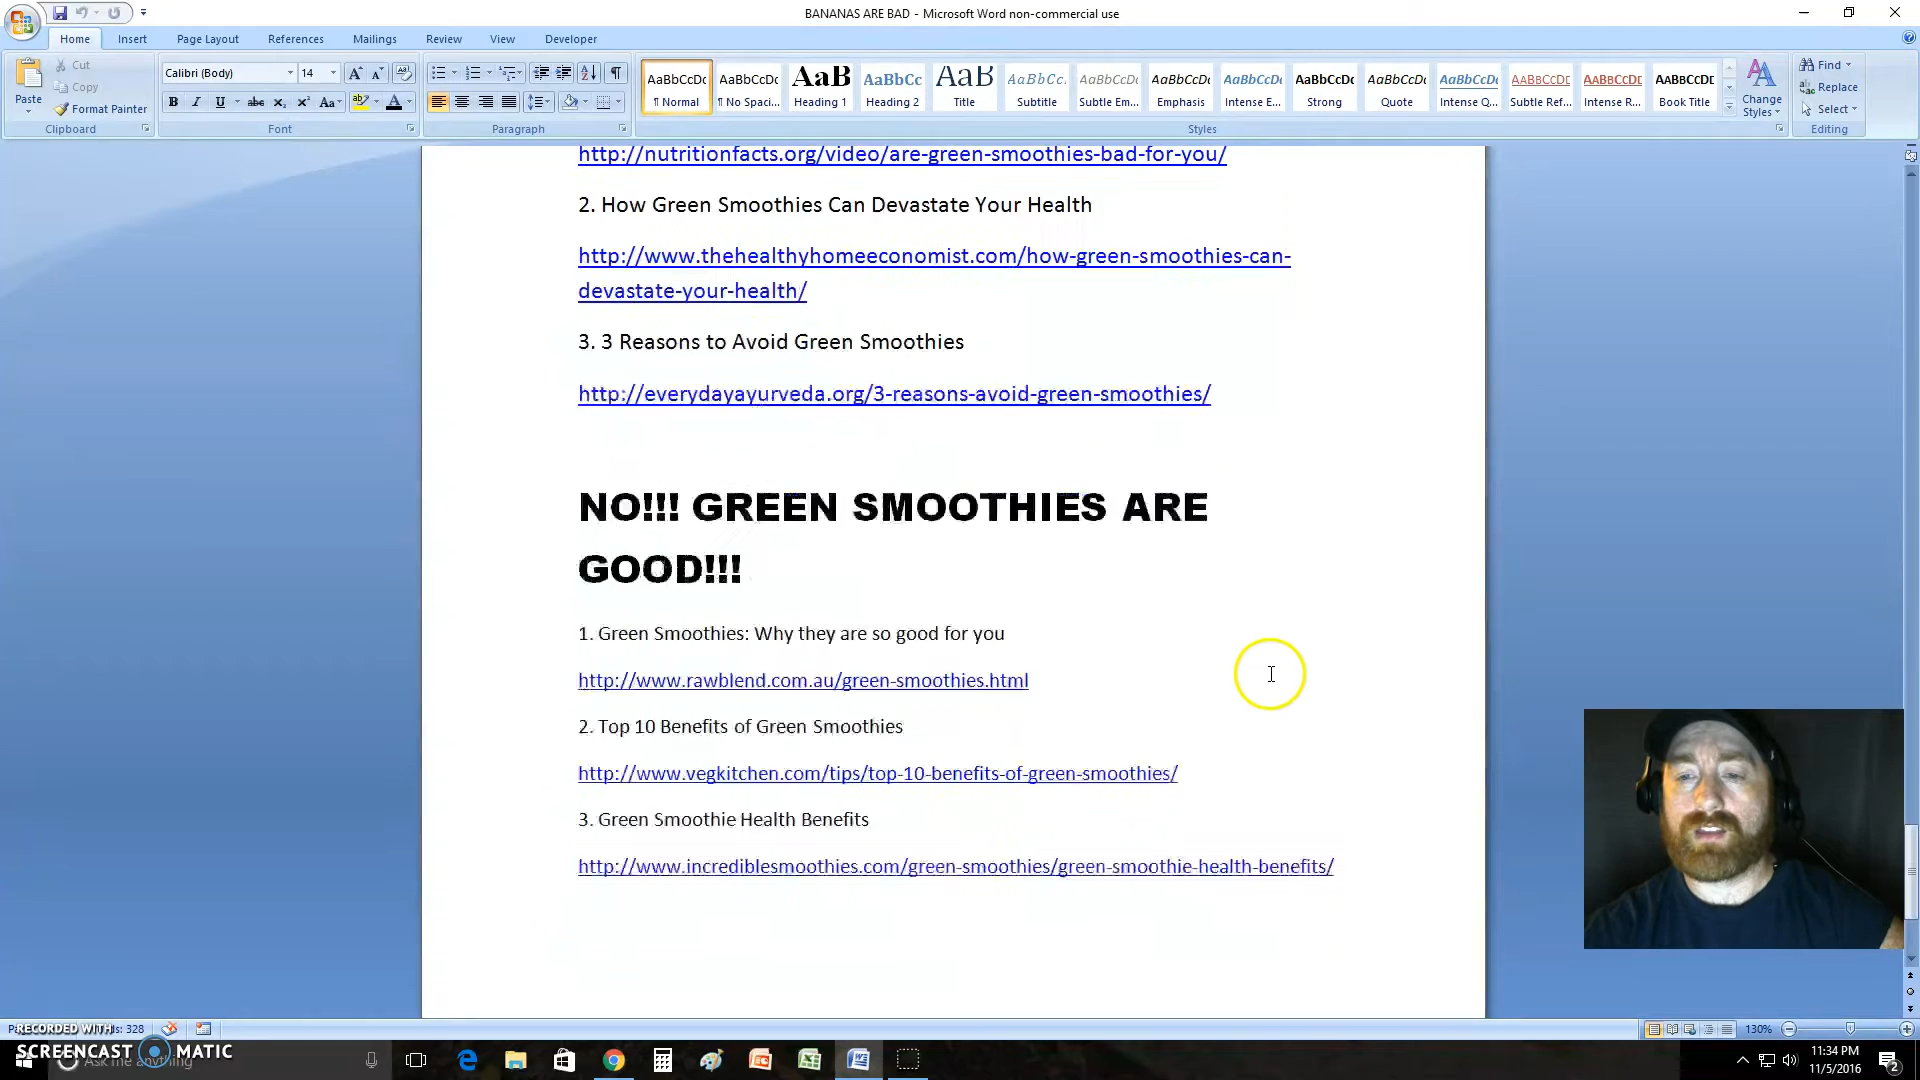 BANANAS ARE BAD - Microsoft Word non-commercial use
Home Insert Page Layout References Mailings Review View Developer
Cut
Copy
Format Painter
Paste
Clipboard
Calibri (Body) 14
Font
Paragraph
AaBbCcDc AaBbCcDc AaB AaBbCc AaB AaBbCc. AaBbCcDc AaBbCcDc AaBbCcDc AaBbCcDc AaBbCcDc AaBbCcDc AABBCCDC AABBCCDC AABBCCDC
¶ Normal ¶ No Spaci... Heading 1 Heading 2 Title Subtitle Subtle Em... Emphasis Intense E... Strong Quote Intense Q... Subtle Ref... Intense R... Book Title
Change
Styles
Styles
Find
Replace
Select
Editing
http://nutritionfacts.org/video/are-green-smoothies-bad-for-you/
2. How Green Smoothies Can Devastate Your Health
http://www.thehealthyhomeeconomist.com/how-green-smoothies-can-
devastate-your-health/
3. 3 Reasons to Avoid Green Smoothies
http://everydayayurveda.org/3-reasons-avoid-green-smoothies/
NO!!! GREEN SMOOTHIES ARE
GOOD!!!
1. Green Smoothies: Why they are so good for you
http://www.rawblend.com.au/green-smoothies.html
2. Top 10 Benefits of Green Smoothies
http://www.vegkitchen.com/tips/top-10-benefits-of-green-smoothies/
3. Green Smoothie Health Benefits
http://www.incrediblesmoothies.com/green-smoothies/green-smoothie-health-benefits/
328
130%
RECORDED WITH
SCREENCAST MATIC
11:34 PM
11/5/2016
2